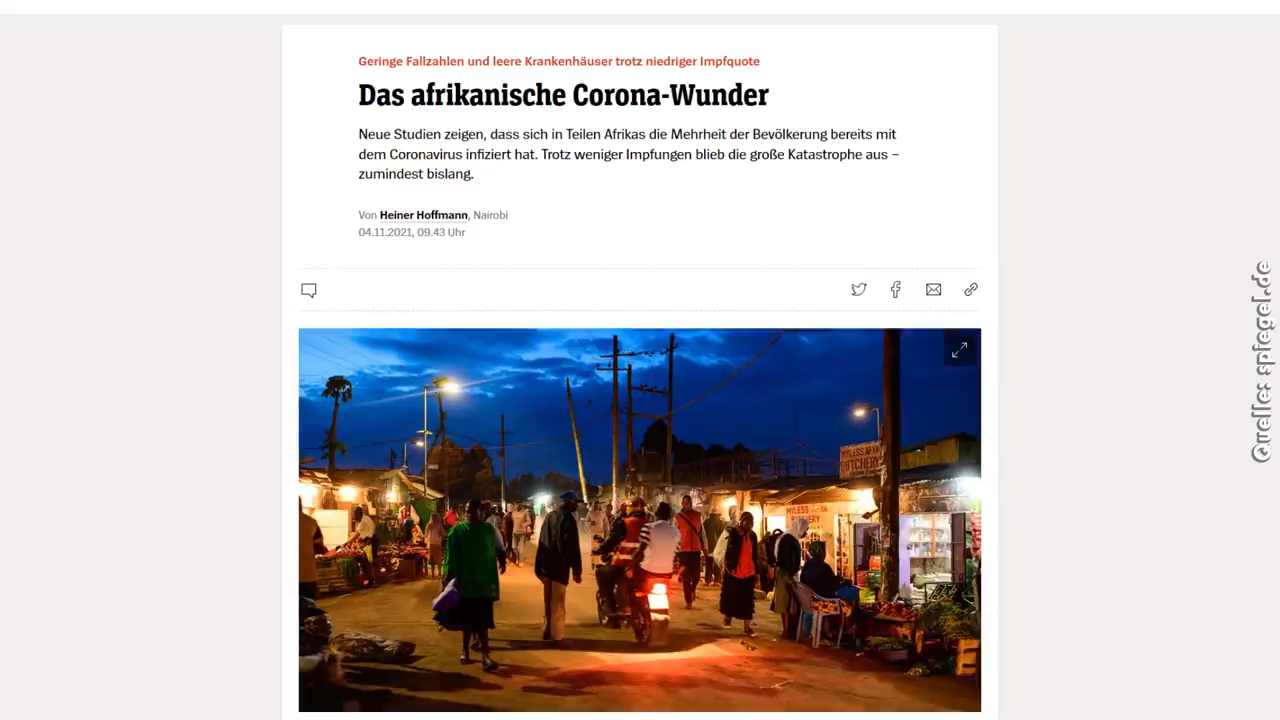 Geringe Fallzahlen und leere Krankenhäuser trotz niedriger Impfquote
Das afrikanische Corona-Wunder
Neue Studien zeigen, dass sich in Teilen Afrikas die Mehrheit der Bevölkerung bereits mit
dem Coronavirus infiziert hat. Trotz weniger Impfungen blieb die große Katastrophe aus –
zumindest bislang.
Von Heiner Hoffmann, Nairobi
04.11.2021, 09.43 Uhr
BUTCHERY
MYLESS
Quelle: spiegel.de